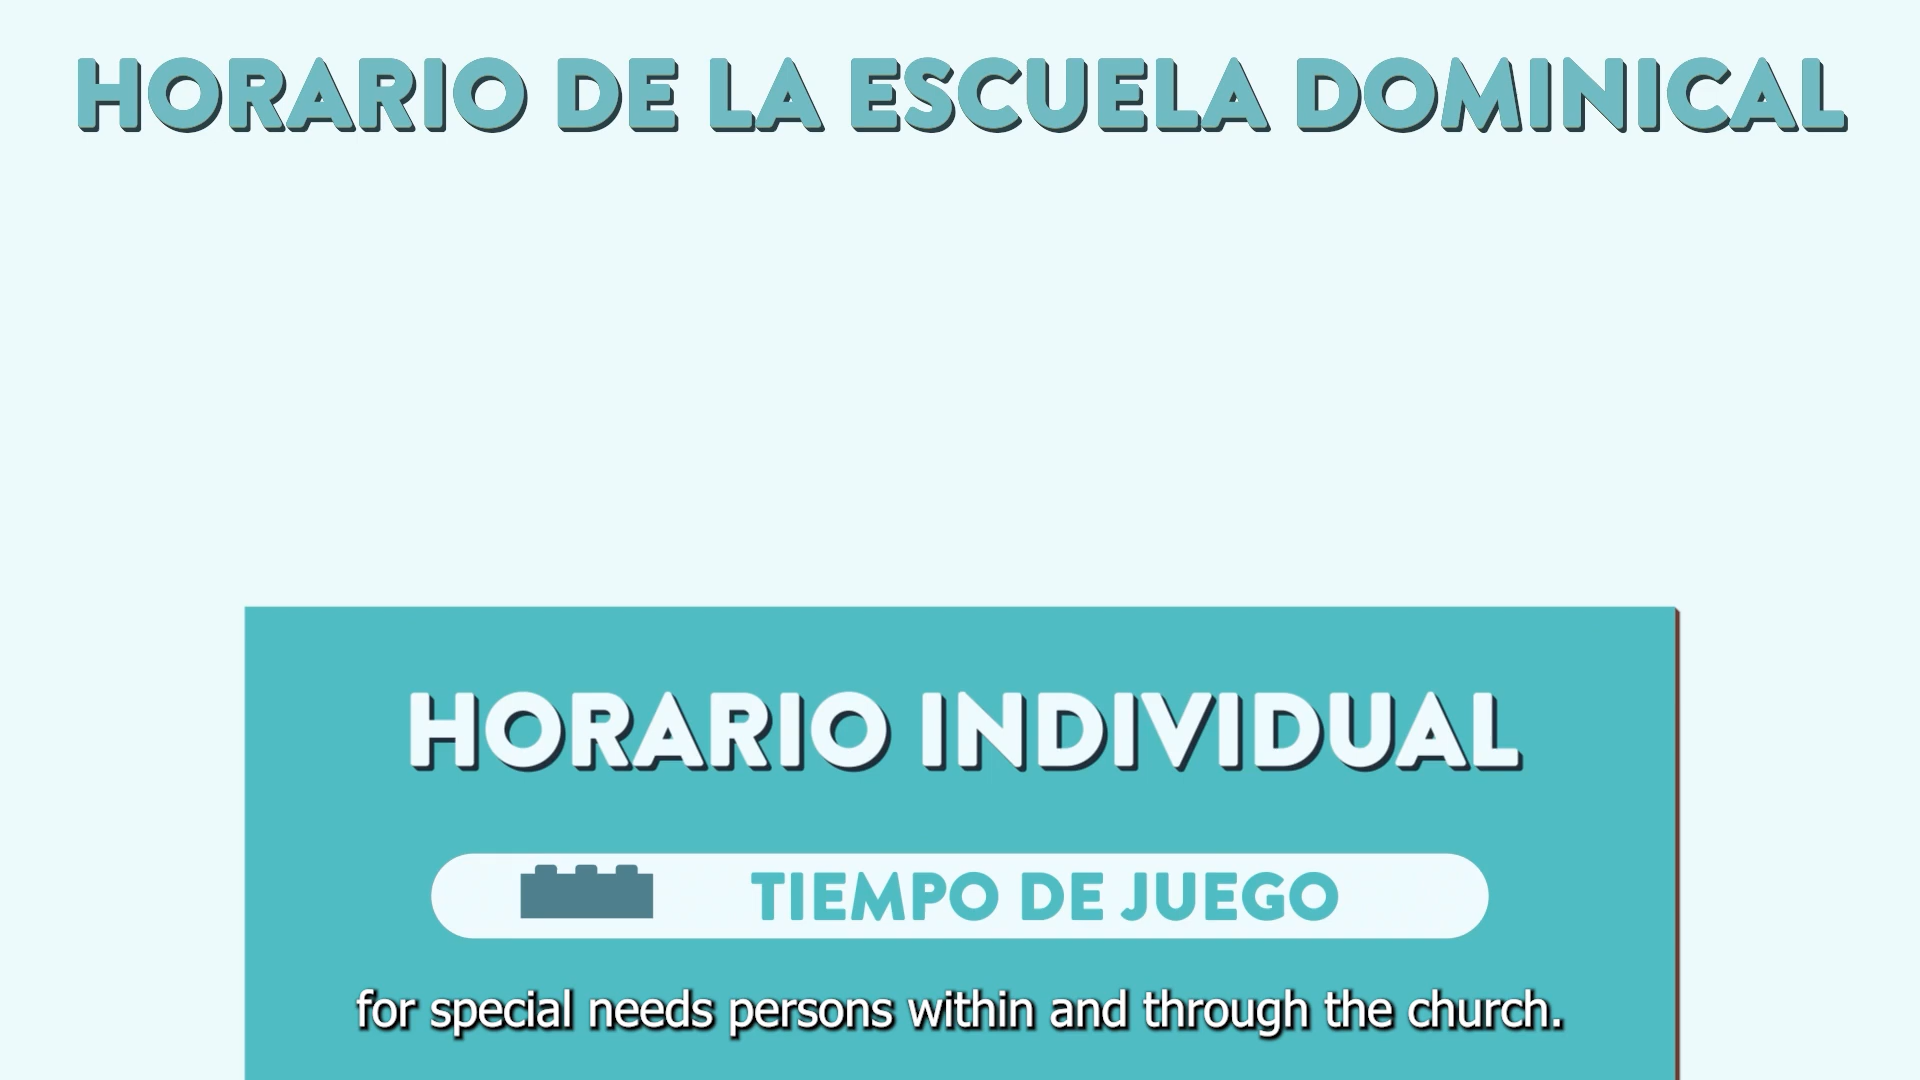 HORARIO DE LA ESCUELA DOMINICAL
HORARIO INDIVIDUAL
TIEMPO DE JUEGO
for special needs persons within and through the church.